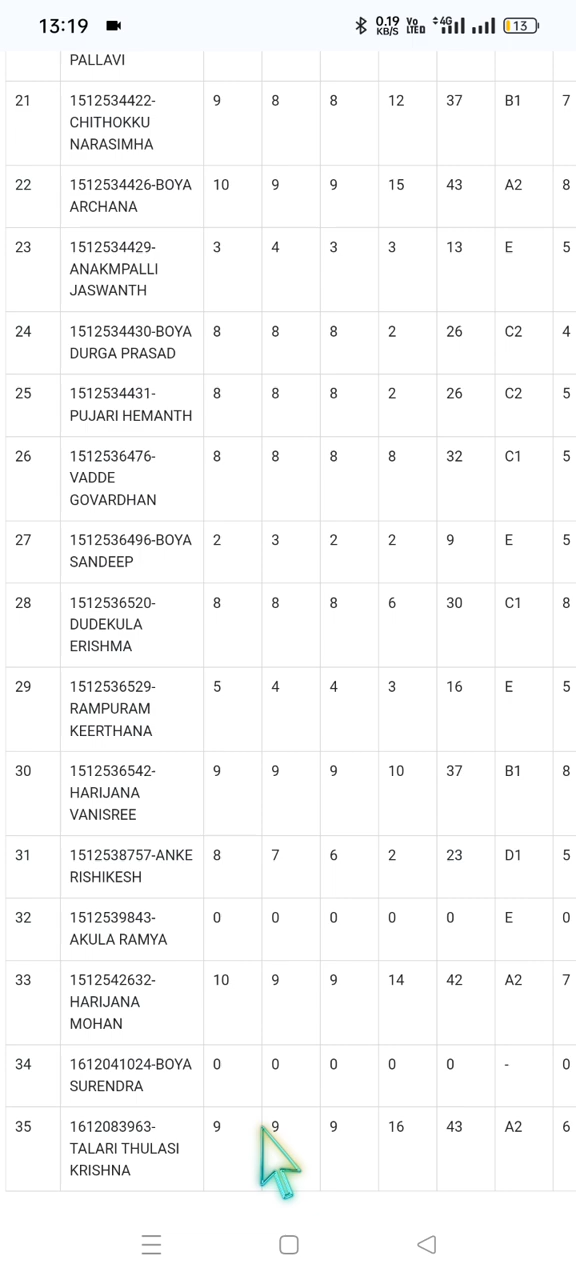 13:19 0.19 KB/S Vo LTE 4G 13
PALLAVI
21 1512534422- 9 8 8 12 37 B1 7
CHITHOKKU
NARASIMHA
22 1512534426-BOYA 10 9 9 15 43 A2 8
ARCHANA
23 1512534429- 3 4 3 3 13 E 5
ANAKMPALLI
JASWANTH
24 1512534430-BOYA 8 8 8 2 26 C2 4
DURGA PRASAD
25 1512534431- 8 8 8 2 26 C2 5
PUJARI HEMANTH
26 1512536476- 8 8 8 8 32 C1 5
VADDE
GOVARDHAN
27 1512536496-BOYA 2 3 2 2 9 E 5
SANDEEP
28 1512536520- 8 8 8 6 30 C1 8
DUDEKULA
ERISHMA
29 1512536529- 5 4 4 3 16 E 5
RAMPURAM
KEERTHANA
30 1512536542- 9 9 9 10 37 B1 8
HARIJANA
VANISREE
31 1512538757-ANKE 8 7 6 2 23 D1 5
RISHIKESH
32 1512539843- 0 0 0 0 0 E 0
AKULA RAMYA
33 1512542632- 10 9 9 14 42 A2 7
HARIJANA
MOHAN
34 1612041024-BOYA 0 0 0 0 0 - 0
SURENDRA
35 1612083963- 9 9 9 16 43 A2 6
TALARI THULASI
KRISHNA